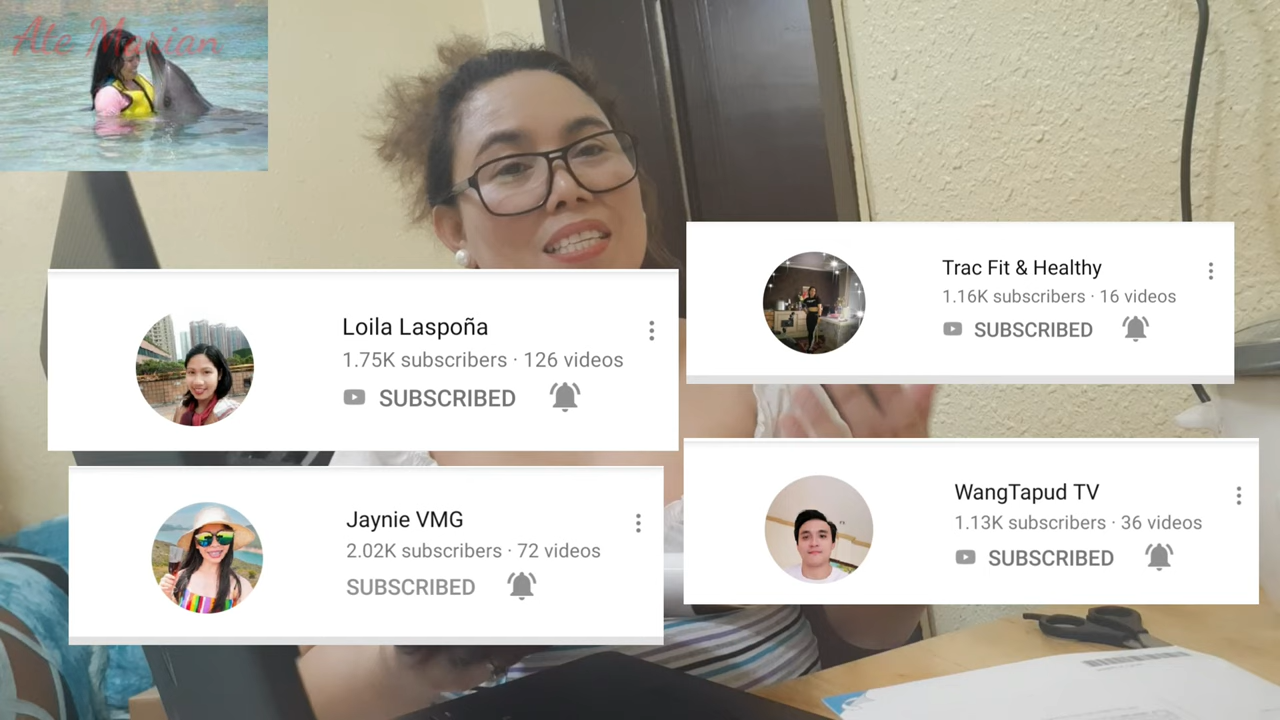 Ate Marian
Loila Laspoña
1.75K subscribers · 126 videos
SUBSCRIBED
Jaynie VMG
2.02K subscribers · 72 videos
SUBSCRIBED
Trac Fit & Healthy
1.16K subscribers · 16 videos
SUBSCRIBED
WangTapud TV
1.13K subscribers · 36 videos
SUBSCRIBED